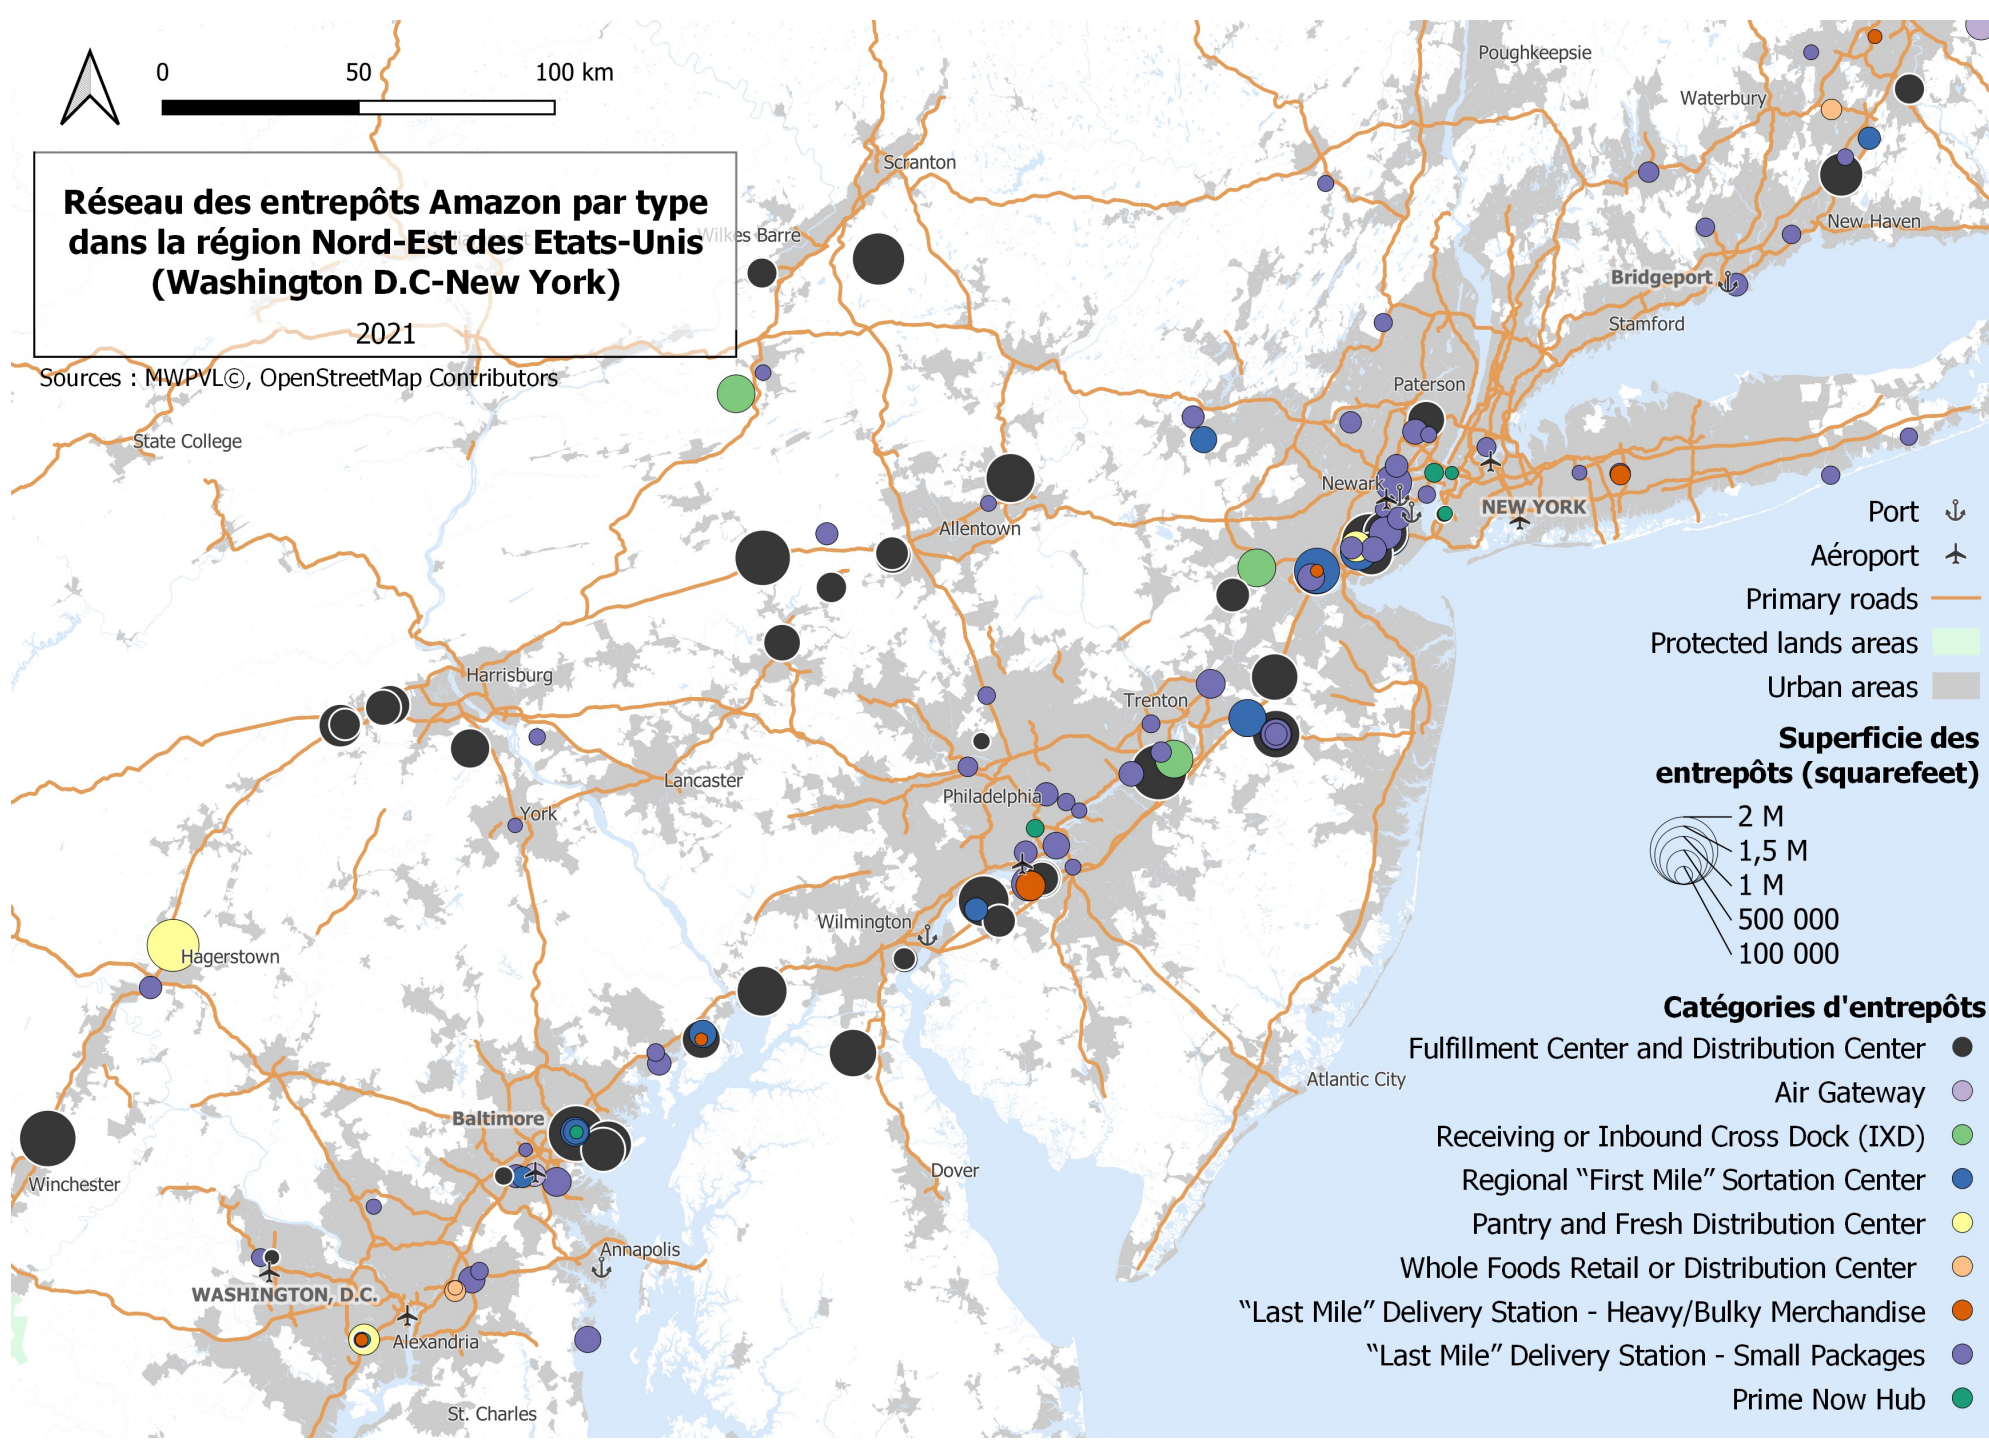 0 50 100 km
Réseau des entrepôts Amazon par type
dans la région Nord-Est des Etats-Unis
(Washington D.C-New York)
2021
Sources : MWPVL©, OpenStreetMap Contributors
Poughkeepsie
Waterbury
Scranton
New Haven
Wilkes Barre
Bridgeport
Stamford
Paterson
State College
Newark
NEW YORK
Allentown
Harrisburg
Trenton
Lancaster
Philadelphia
York
Wilmington
Hagerstown
Atlantic City
Baltimore
Dover
Winchester
Annapolis
WASHINGTON, D.C.
Alexandria
St. Charles
Port
Aéroport
Primary roads
Protected lands areas
Urban areas
Superficie des
entrepôts (squarefeet)
2 M
1,5 M
1 M
500 000
100 000
Catégories d'entrepôts
Fulfillment Center and Distribution Center
Air Gateway
Receiving or Inbound Cross Dock (IXD)
Regional “First Mile” Sortation Center
Pantry and Fresh Distribution Center
Whole Foods Retail or Distribution Center
“Last Mile” Delivery Station - Heavy/Bulky Merchandise
“Last Mile” Delivery Station - Small Packages
Prime Now Hub